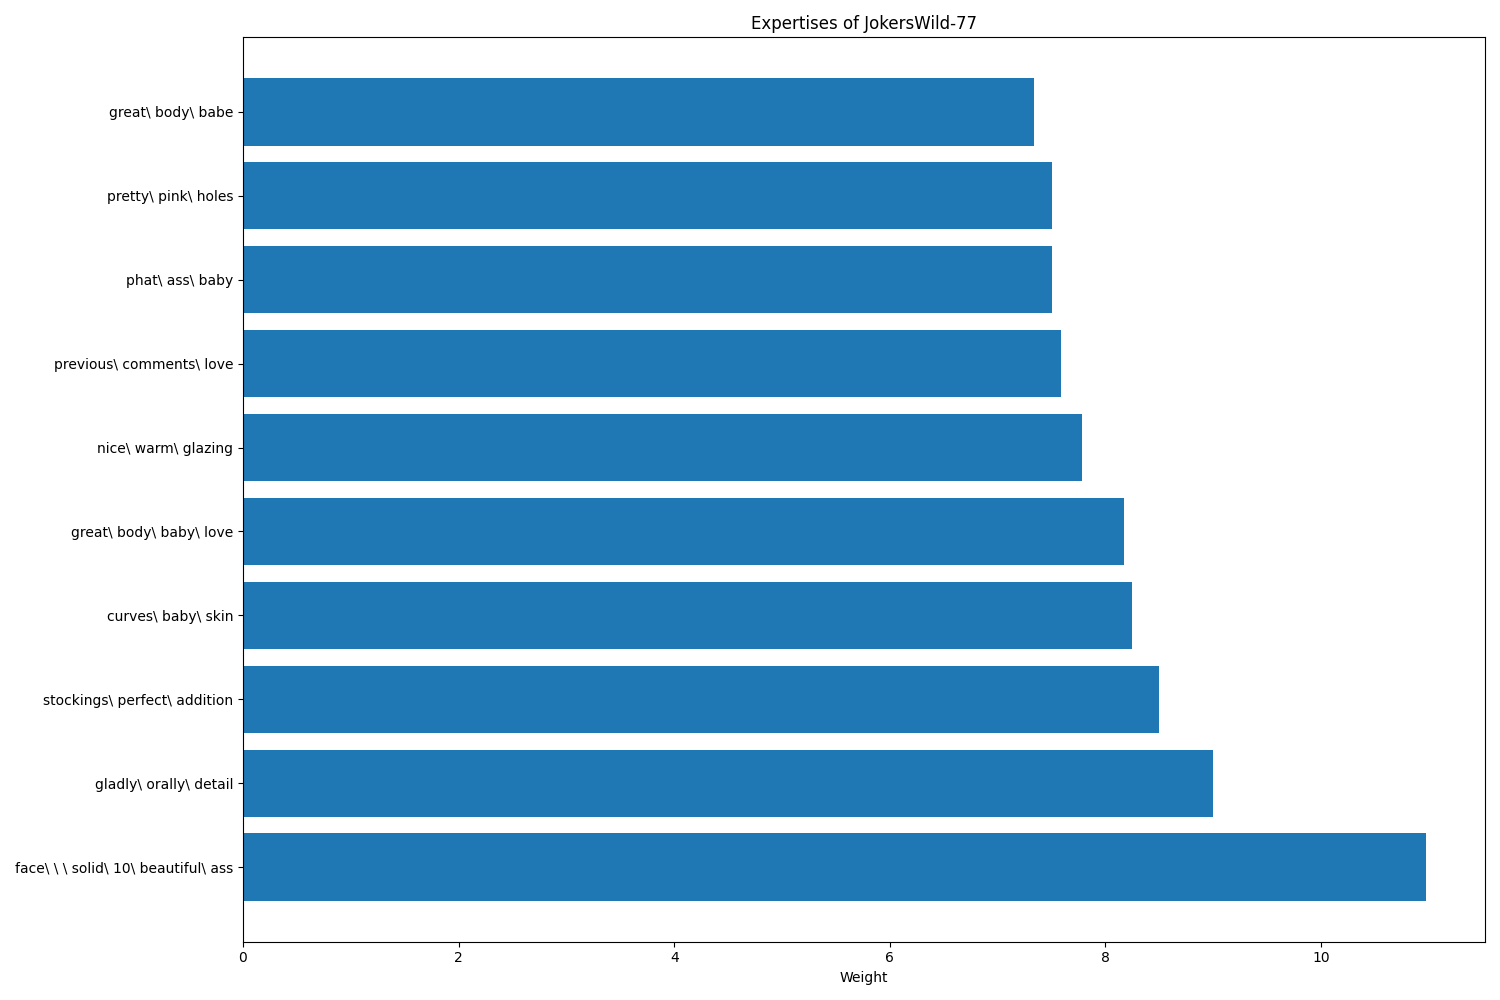 Expertises of JokersWild-77
great\ body\ babe
pretty\ pink\ holes
phat\ ass\ baby
previous\ comments\ love
nice\ warm\ glazing
great\ body\ baby\ love
curves\ baby\ skin
stockings\ perfect\ addition
gladly\ orally\ detail
face\ \ \ solid\ 10\ beautiful\ ass
0 2 4 6 8 10
Weight